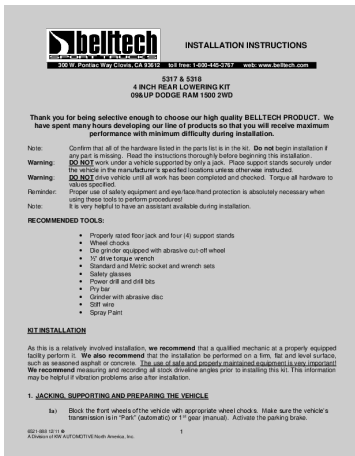 belltech
SPORT TRUCKS
INSTALLATION INSTRUCTIONS
300 W. Pontiac Way Clovis, CA 93612 toll free: 1-800-445-3767 web: www.belltech.com
5317 & 5318
4 INCH REAR LOWERING KIT
09&UP DODGE RAM 1500 2WD
Thank you for being selective enough to choose our high quality BELLTECH PRODUCT. We
have spent many hours developing our line of products so that you will receive maximum
performance with minimum difficulty during installation.
Note: Confirm that all of the hardware listed in the parts list is in the kit. Do not begin installation if
any part is missing. Read the instructions thoroughly before beginning this installation.
Warning: DO NOT work under a vehicle supported by only a jack. Place support stands securely under
the vehicle in the manufacturer's specified locations unless otherwise instructed.
Warning: DO NOT drive vehicle until all work has been completed and checked. Torque all hardware to
values specified.
Reminder: Proper use of safety equipment and eye/face/hand protection is absolutely necessary when
using these tools to perform procedures!
Note: It is very helpful to have an assistant available during installation.
RECOMMENDED TOOLS:
• Properly rated floor jack and four (4) support stands
• Wheel chocks
• Die grinder equipped with abrasive cut-off wheel
• ½" drive torque wrench
• Standard and Metric socket and wrench sets
• Safety glasses
• Power drill and drill bits
• Pry bar
• Grinder with abrasive disc
• Stiff wire
• Spray Paint
KIT INSTALLATION
As this is a relatively involved installation, we recommend that a qualified mechanic at a properly equipped
facility perform it. We also recommend that the installation be performed on a firm, flat and level surface,
such as seasoned asphalt or concrete. The use of safe and properly maintained equipment is very important!
We recommend measuring and recording all stock driveline angles prior to installing this kit. This information
may be helpful if vibration problems arise after installation.
1. JACKING, SUPPORTING AND PREPARING THE VEHICLE
1a) Block the front wheels of the vehicle with appropriate wheel chocks. Make sure the vehicle's
transmission is in "Park" (automatic) or 1st gear (manual). Activate the parking brake.
1
A Division of KW AUTOMOTIVE North America, Inc.